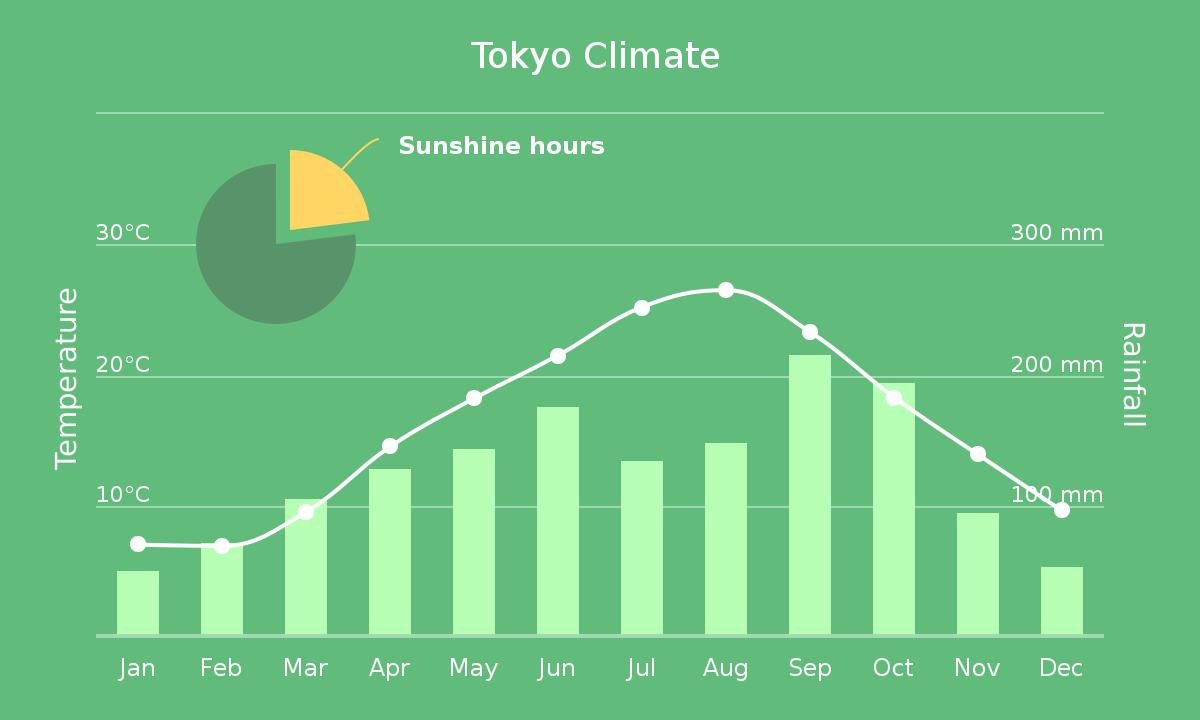 Tokyo Climate
Sunshine hours
30°C
300 mm
Temperature
Rainfall
20°C
200 mm
10°C
100 mm
Jan
Feb
Mar
Apr
May
Jun
Jul
Aug
Sep
Oct
Nov
Dec